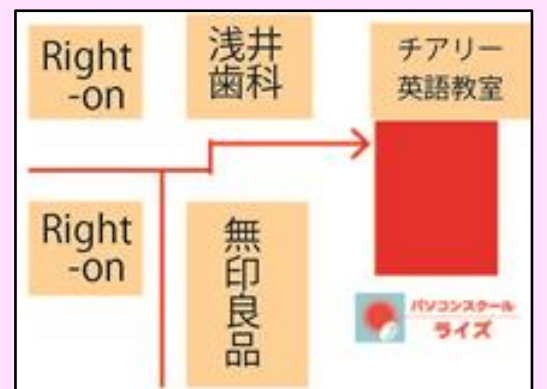 Right
-on
浅井
歯科
チアリー
英語教室
Right
-on
無印良品
パソコンスクール
ライズ